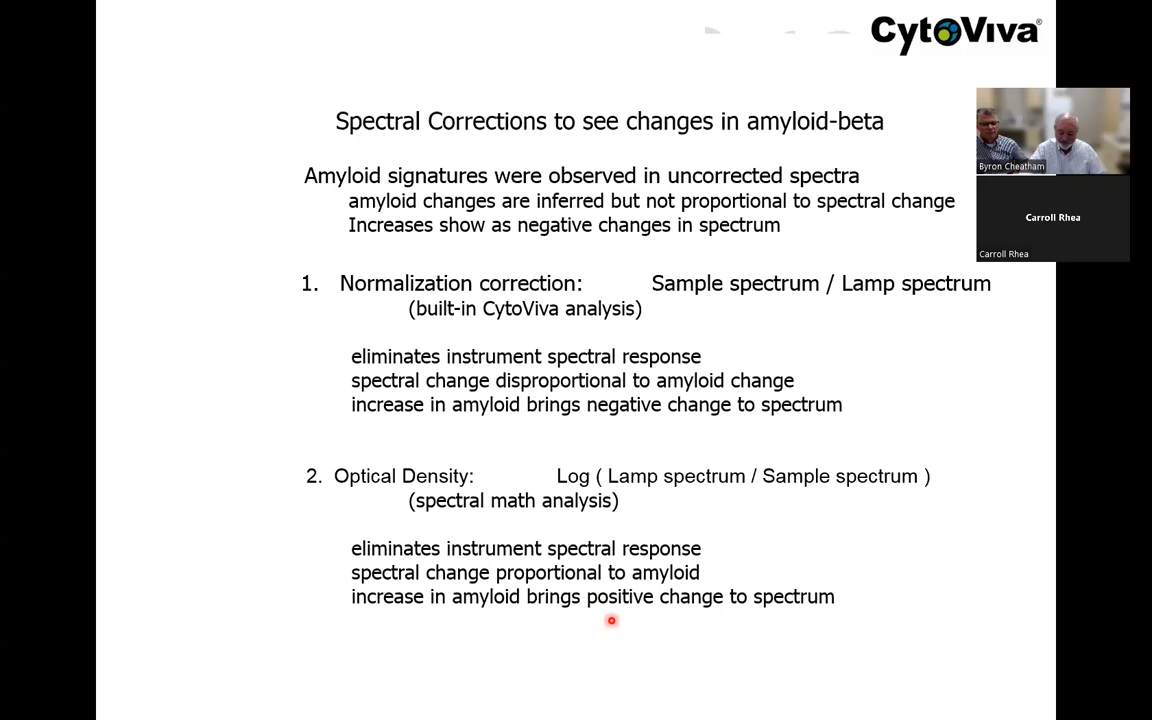 CytoViva®
Spectral Corrections to see changes in amyloid-beta
Amyloid signatures were observed in uncorrected spectra
amyloid changes are inferred but not proportional to spectral change
Increases show as negative changes in spectrum
Byron Cheatham
Carroll Rhea
Carroll Rhea
1. Normalization correction: Sample spectrum / Lamp spectrum
(built-in CytoViva analysis)
eliminates instrument spectral response
spectral change disproportional to amyloid change
increase in amyloid brings negative change to spectrum
2. Optical Density: Log ( Lamp spectrum / Sample spectrum )
(spectral math analysis)
eliminates instrument spectral response
spectral change proportional to amyloid
increase in amyloid brings positive change to spectrum